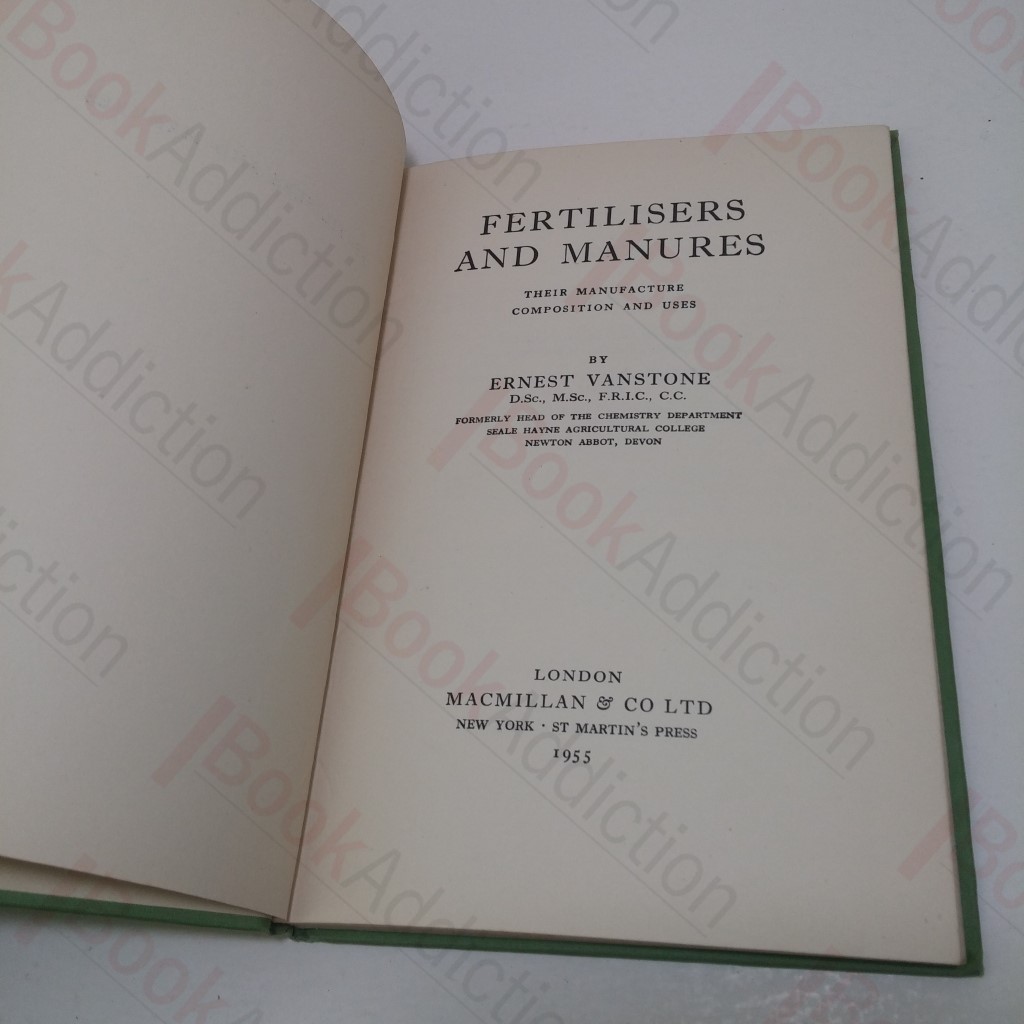 FERTILISERS
AND MANURES
THEIR MANUFACTURE
COMPOSITION AND USES
BY
ERNEST VANSTONE
D.Sc., M.Sc., F.R.I.C., C.C.
FORMERLY HEAD OF THE CHEMISTRY DEPARTMENT
SEALE HAYNE AGRICULTURAL COLLEGE
NEWTON ABBOT, DEVON
LONDON
MACMILLAN & CO LTD
NEW YORK · ST MARTIN'S PRESS
1955
BookAddiction